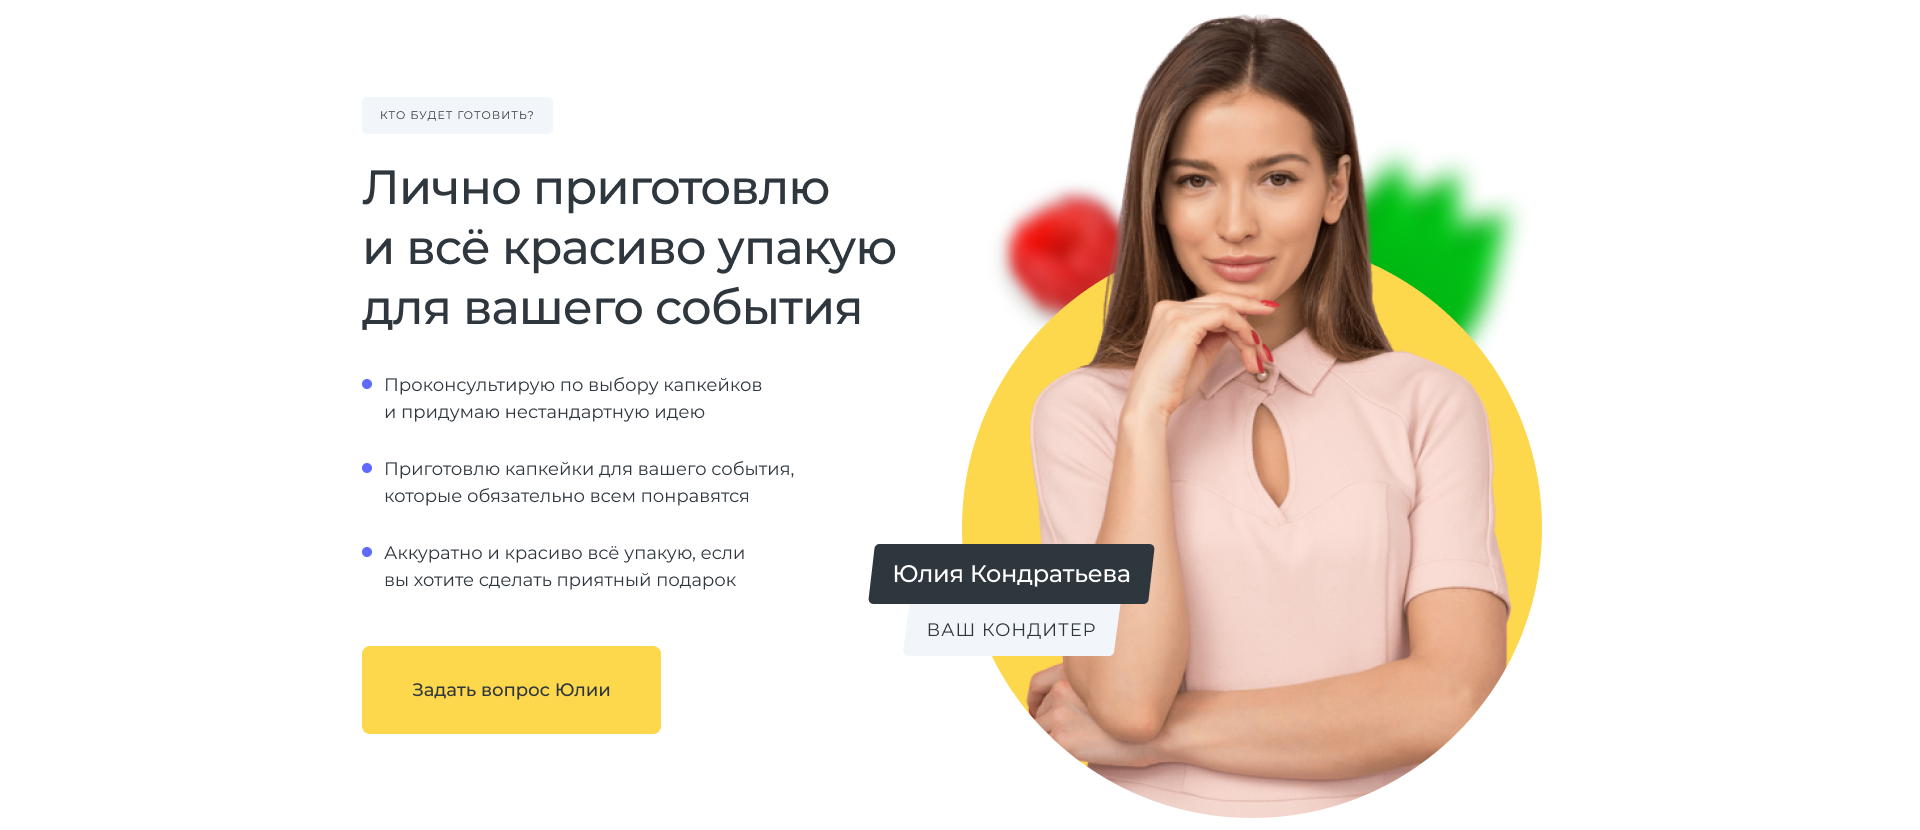 КТО БУДЕТ ГОТОВИТЬ?
Лично приготовлю
и всё красиво упакую
для вашего события
Проконсультирую по выбору капкейков
и придумаю нестандартную идею
Приготовлю капкейки для вашего события,
которые обязательно всем понравятся
Аккуратно и красиво всё упакую, если
вы хотите сделать приятный подарок
Задать вопрос Юлии
Юлия Кондратьева
ВАШ КОНДИТЕР